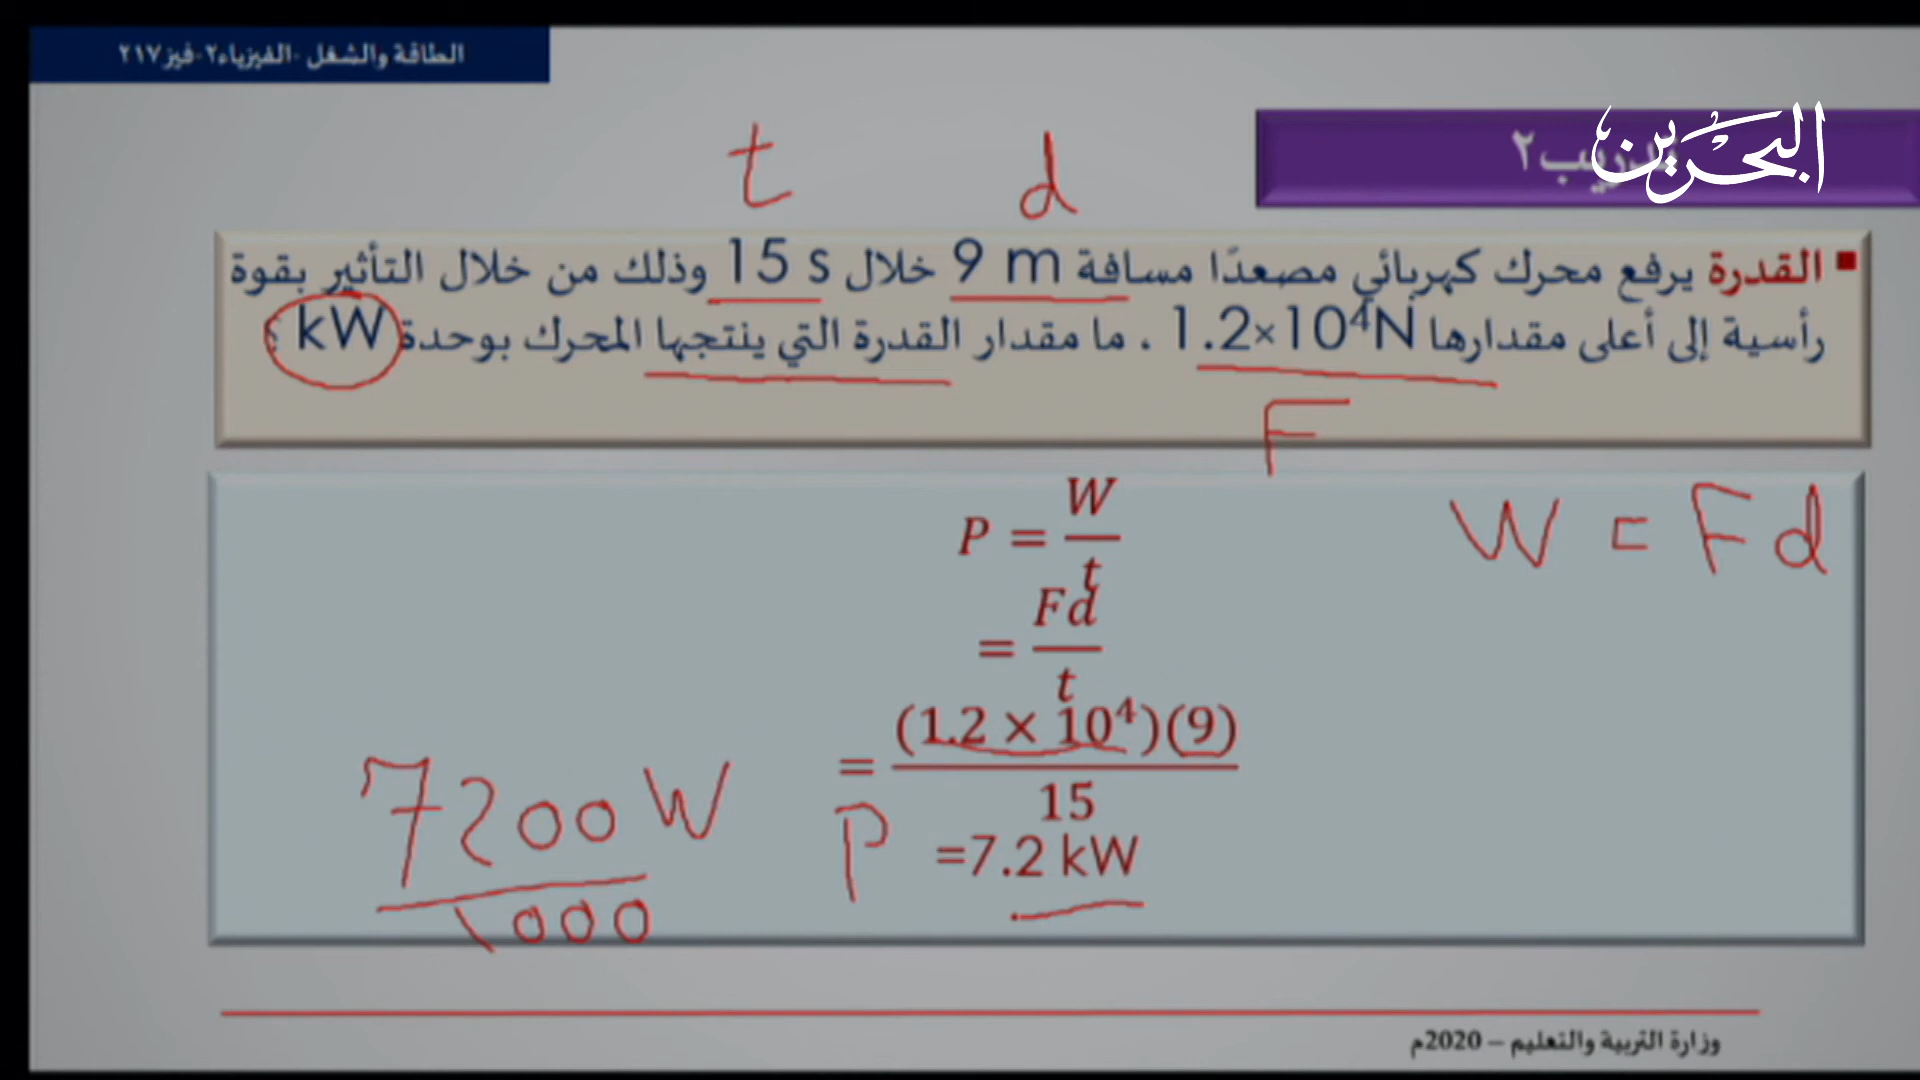 الطاقة والشغل -الفيزياء٢-فيز٢١٧
البحرين
تدريب ٢
t d
القدرة يرفع محرك كهربائي مصعدًا مسافة 9 m خلال 15 s وذلك من خلال التأثير بقوة
رأسية إلى أعلى مقدارها 1.2×10⁴N . ما مقدار القدرة التي ينتجها المحرك بوحدة kW ؟
F
P = W/t
W = Fd
= Fd/t
= (1.2 × 10⁴)(9)/15
7200 W
1000
P =7.2 kW
وزارة التربية والتعليم – 2020م